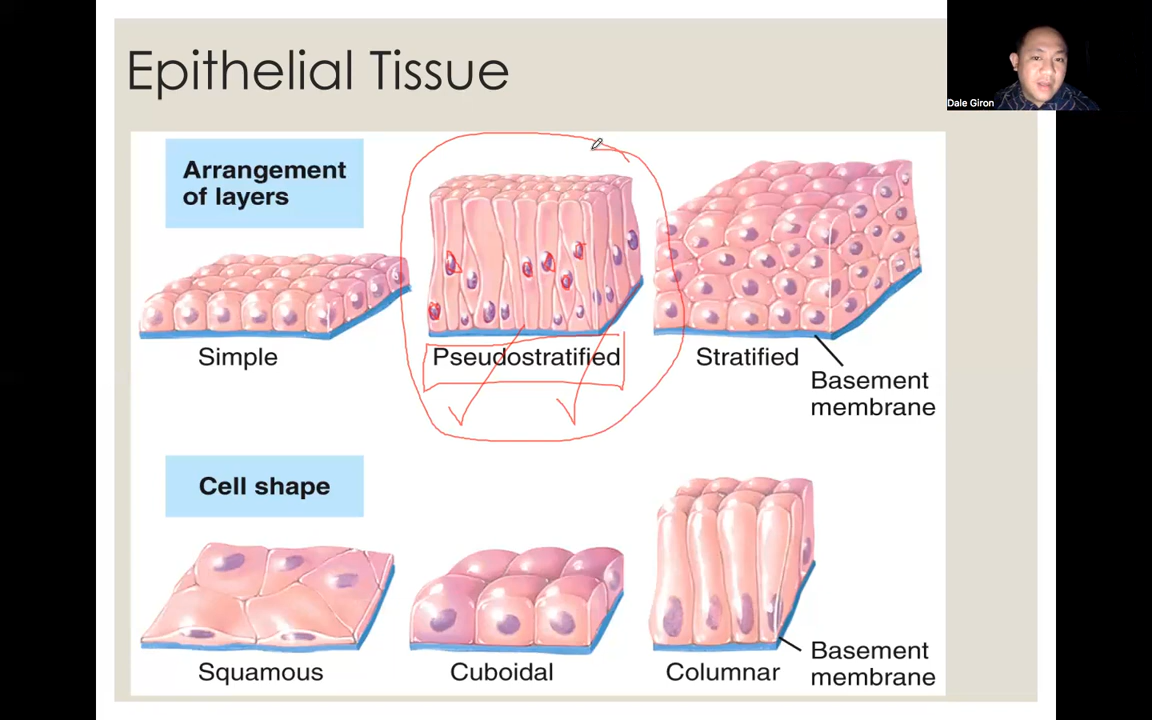 Epithelial Tissue
Dale Giron
Arrangement
of layers
Simple
Pseudostratified
Stratified
Basement
membrane
Cell shape
Squamous
Cuboidal
Columnar
Basement
membrane